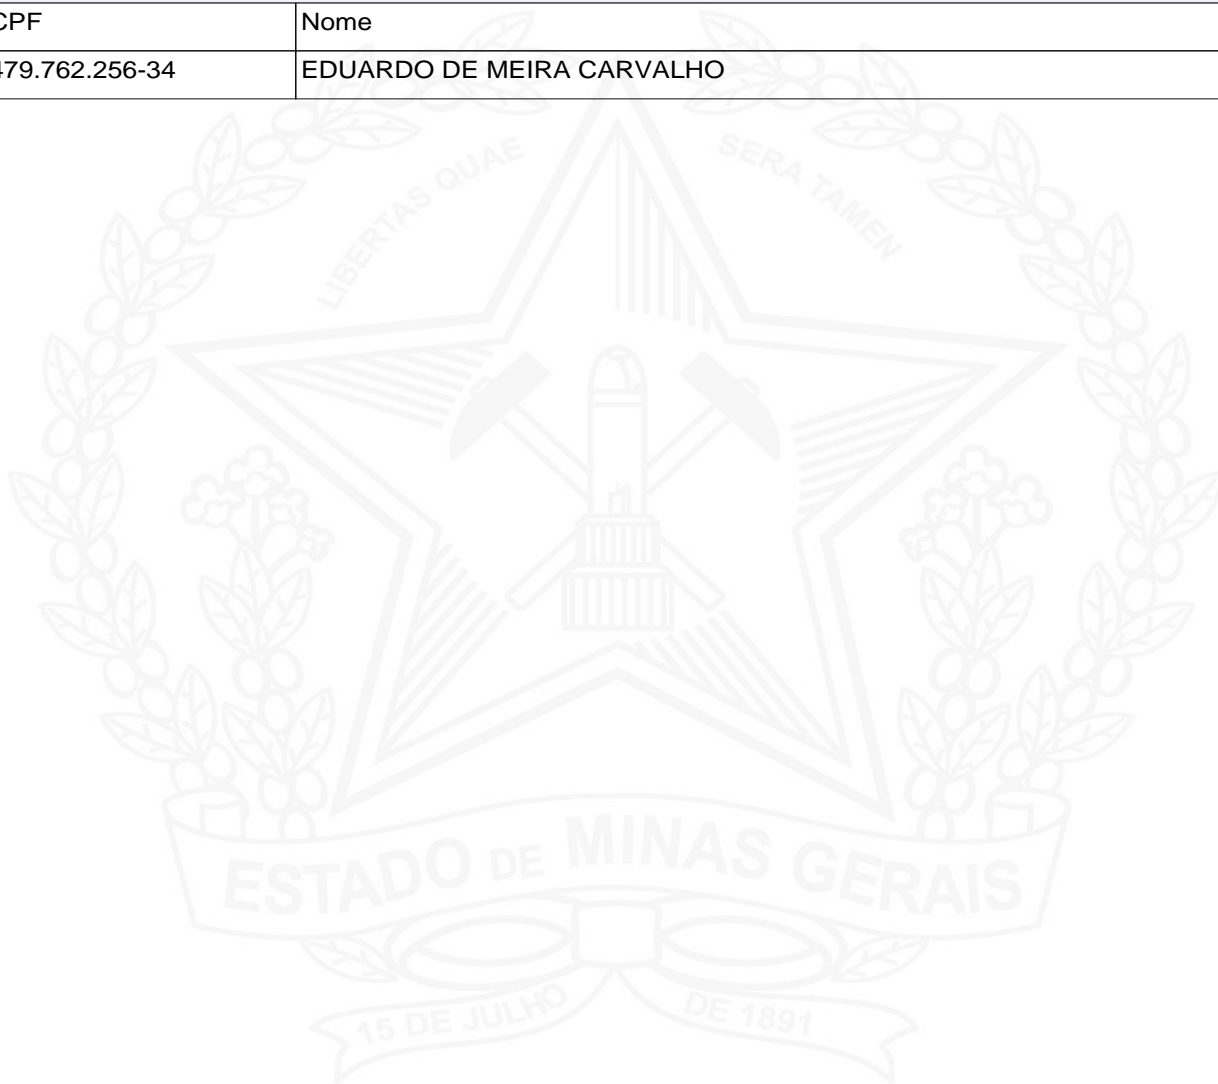 CPF Nome
479.762.256-34 EDUARDO DE MEIRA CARVALHO
LIBERTAS QUAE SERA TAMEN
ESTADO DE MINAS GERAIS
15 DE JULHO DE 1891